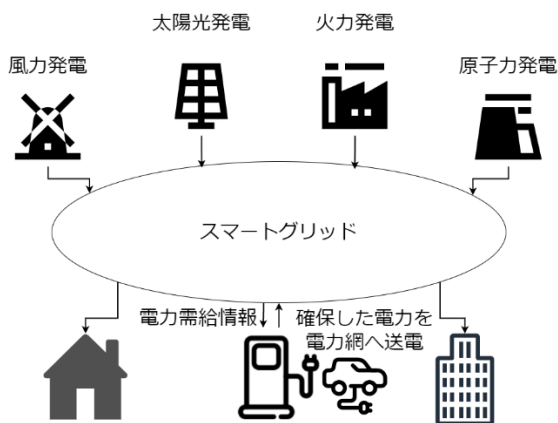 太陽光発電
火力発電
風力発電
原子力発電
スマートグリッド
電力需給情報
確保した電力を
電力網へ送電